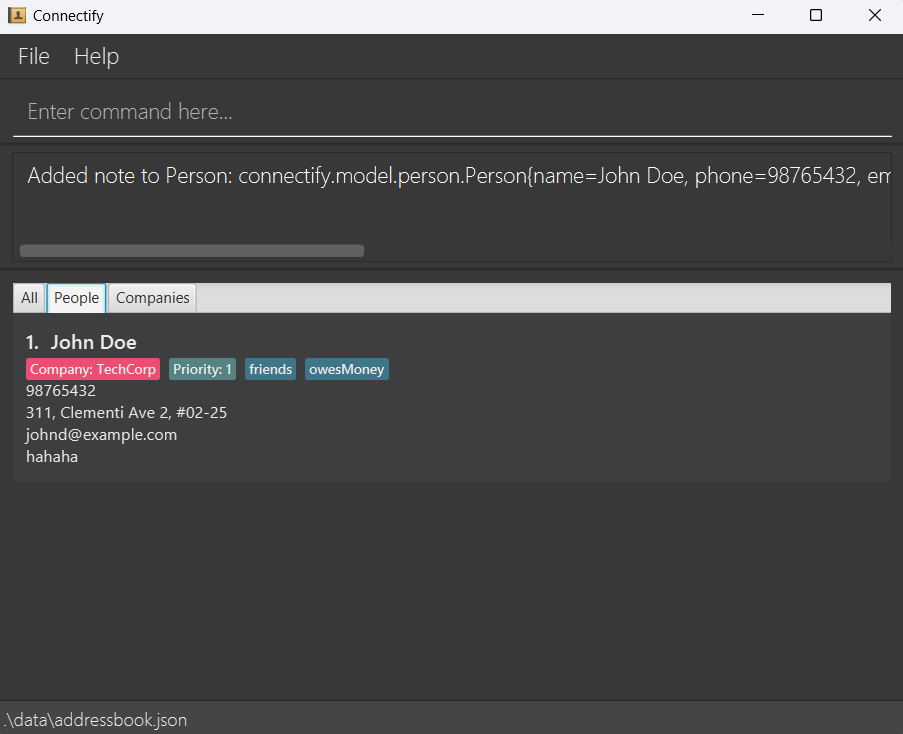 Connectify
File Help
Enter command here...
Added note to Person: connectify.model.person.Person{name=John Doe, phone=98765432, em
All People Companies
1. John Doe
Company: TechCorp Priority: 1 friends owesMoney
98765432
311, Clementi Ave 2, #02-25
johnd@example.com
hahaha
.\data\addressbook.json